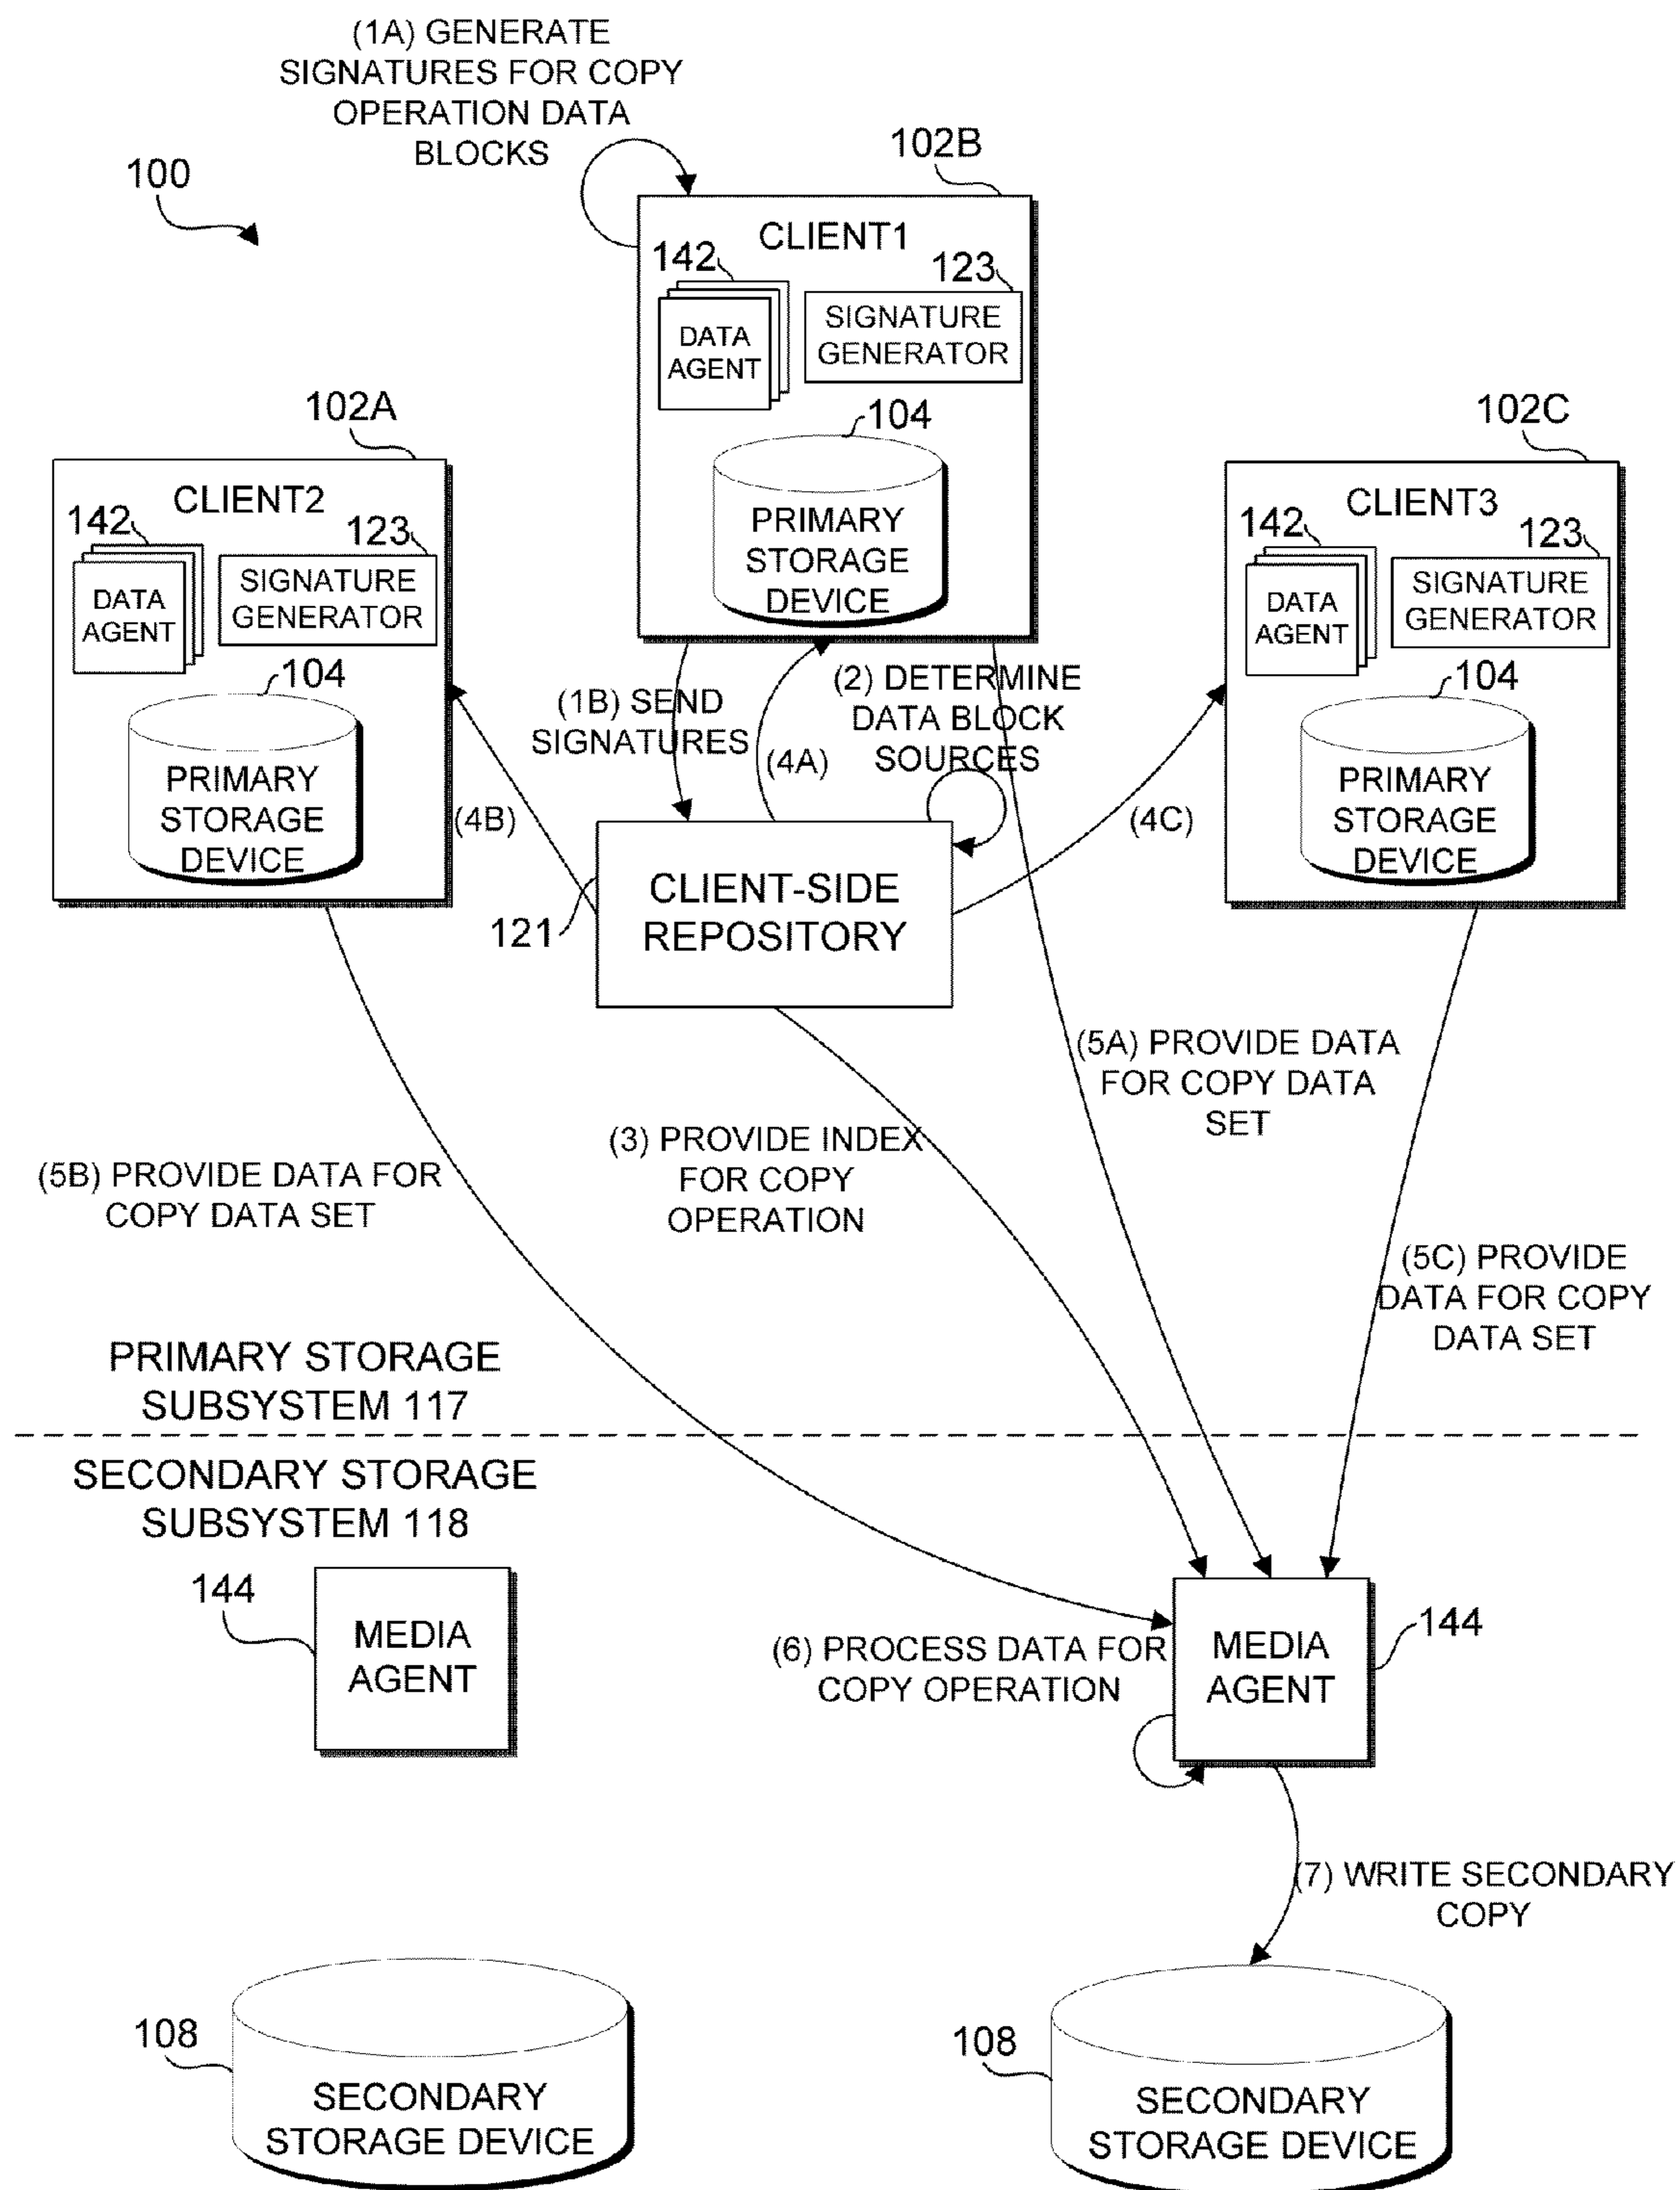 (1A) GENERATE
SIGNATURES FOR COPY
OPERATION DATA
BLOCKS
100
102B
CLIENT1
142
123
DATA
AGENT
SIGNATURE
GENERATOR
104
PRIMARY
STORAGE
DEVICE
102A
CLIENT2
142
123
DATA
AGENT
SIGNATURE
GENERATOR
104
PRIMARY
STORAGE
DEVICE
102C
CLIENT3
142
123
DATA
AGENT
SIGNATURE
GENERATOR
104
PRIMARY
STORAGE
DEVICE
(1B) SEND
SIGNATURES
(4A)
(2) DETERMINE
DATA BLOCK
SOURCES
(4B)
(4C)
CLIENT-SIDE
REPOSITORY
121
(5A) PROVIDE DATA
FOR COPY DATA
SET
(3) PROVIDE INDEX
FOR COPY
OPERATION
(5B) PROVIDE DATA FOR
COPY DATA SET
(5C) PROVIDE
DATA FOR COPY
DATA SET
PRIMARY STORAGE
SUBSYSTEM 117
SECONDARY STORAGE
SUBSYSTEM 118
144
MEDIA
AGENT
(6) PROCESS DATA FOR
COPY OPERATION
MEDIA
AGENT
144
(7) WRITE SECONDARY
COPY
108
SECONDARY
STORAGE DEVICE
108
SECONDARY
STORAGE DEVICE